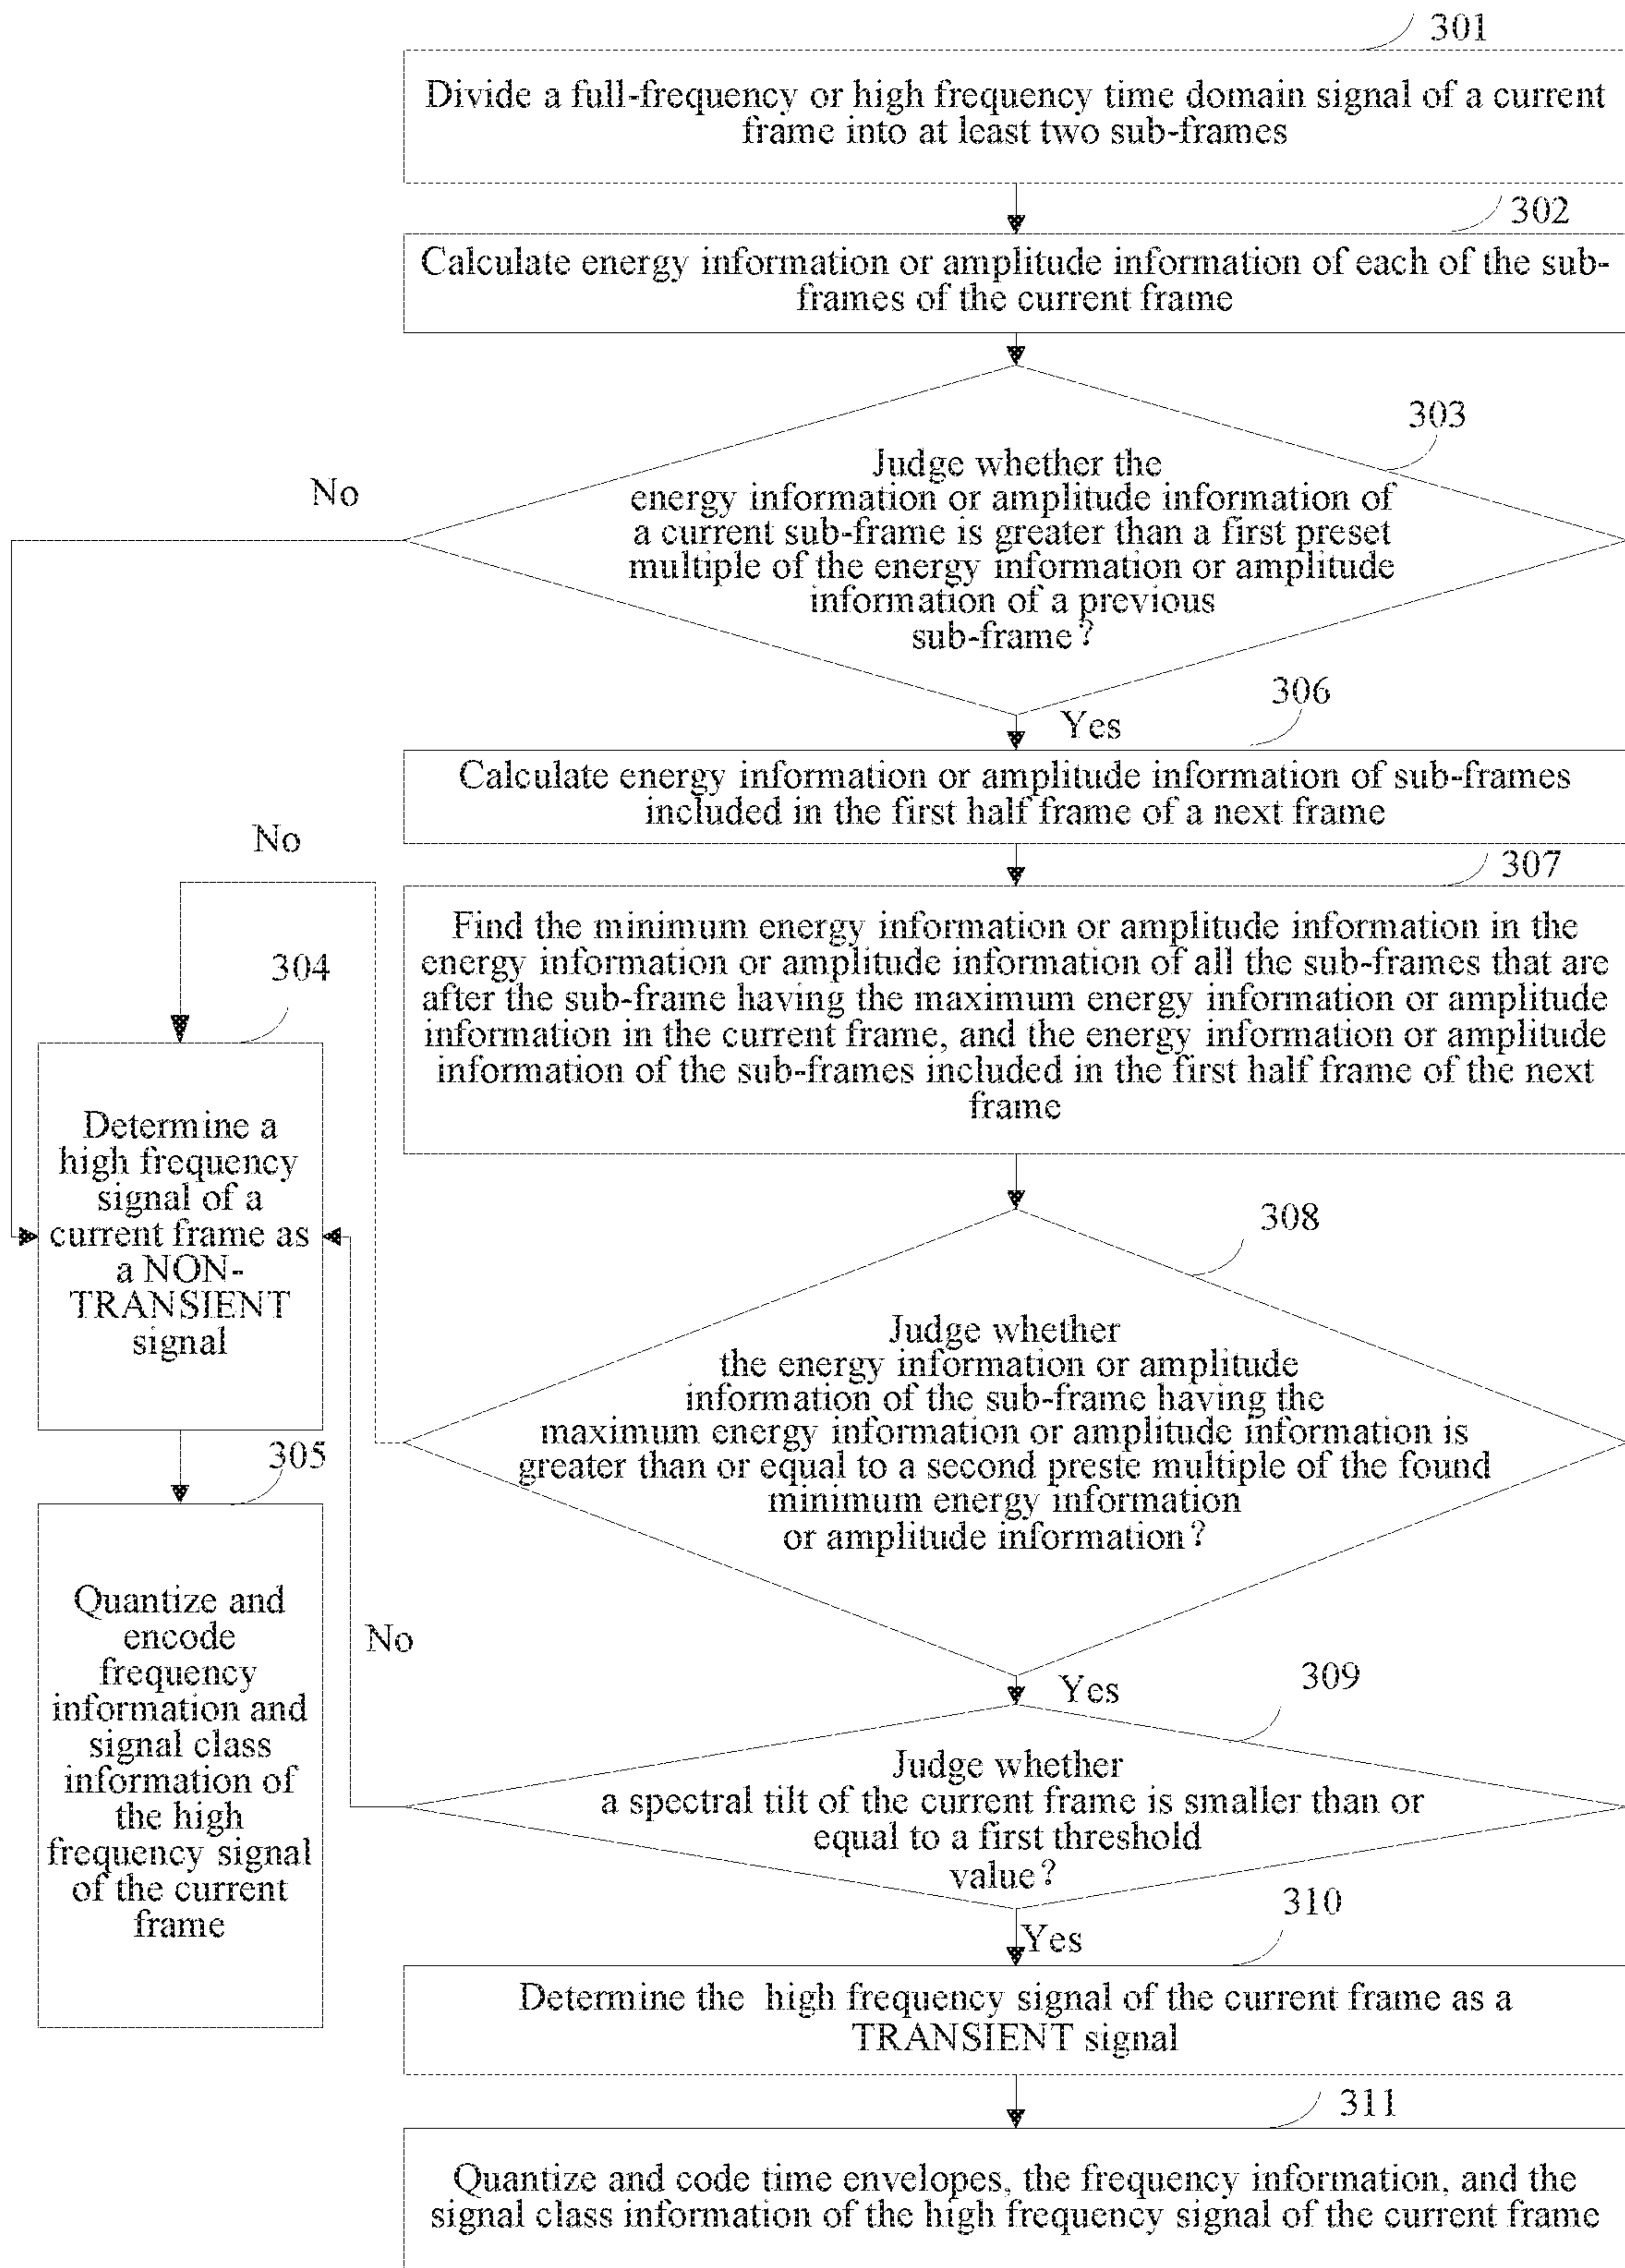 301
Divide a full-frequency or high frequency time domain signal of a current
frame into at least two sub-frames
302
Calculate energy information or amplitude information of each of the sub-
frames of the current frame
303
Judge whether the
energy information or amplitude information of
a current sub-frame is greater than a first preset
multiple of the energy information or amplitude
information of a previous
sub-frame?
No
Yes
306
Calculate energy information or amplitude information of sub-frames
included in the first half frame of a next frame
No
307
Find the minimum energy information or amplitude information in the
energy information or amplitude information of all the sub-frames that are
after the sub-frame having the maximum energy information or amplitude
information in the current frame, and the energy information or amplitude
information of the sub-frames included in the first half frame of the next
frame
304
Determine a
high frequency
signal of a
current frame as
a NON-
TRANSIENT
signal
308
Judge whether
the energy information or amplitude
information of the sub-frame having the
maximum energy information or amplitude information is
greater than or equal to a second preste multiple of the found
minimum energy information
or amplitude information?
305
Quantize and
encode
frequency
information and
signal class
information of
the high
frequency signal
of the current
frame
No
Yes
309
Judge whether
a spectral tilt of the current frame is smaller than or
equal to a first threshold
value?
Yes
310
Determine the high frequency signal of the current frame as a
TRANSIENT signal
311
Quantize and code time envelopes, the frequency information, and the
signal class information of the high frequency signal of the current frame